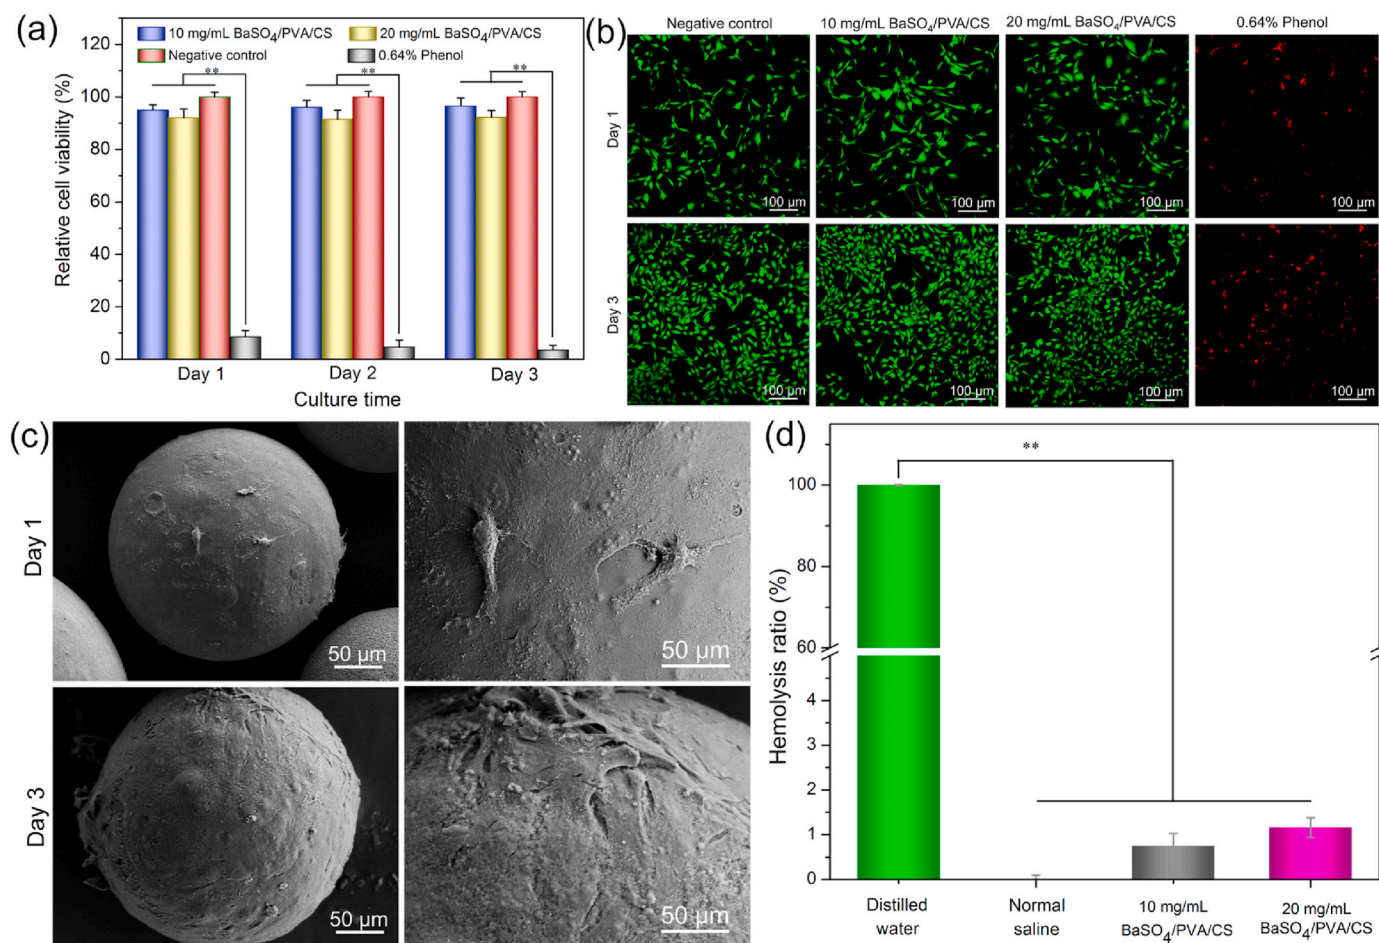 (a)
120
100
80
60
40
20
0
Relative cell viability (%)
10 mg/mL BaSO4/PVA/CS
20 mg/mL BaSO4/PVA/CS
Negative control
0.64% Phenol
**
**
**
Day 1
Day 2
Day 3
Culture time
(b)
Negative control
10 mg/mL BaSO4/PVA/CS
20 mg/mL BaSO4/PVA/CS
0.64% Phenol
Day 1
100 µm
100 µm
100 µm
100 µm
Day 3
100 µm
100 µm
100 µm
100 µm
(c)
Day 1
50 µm
50 µm
Day 3
50 µm
50 µm
(d)
Hemolysis ratio (%)
100
80
60
4
3
2
1
0
**
Distilled
water
Normal
saline
10 mg/mL
BaSO4/PVA/CS
20 mg/mL
BaSO4/PVA/CS